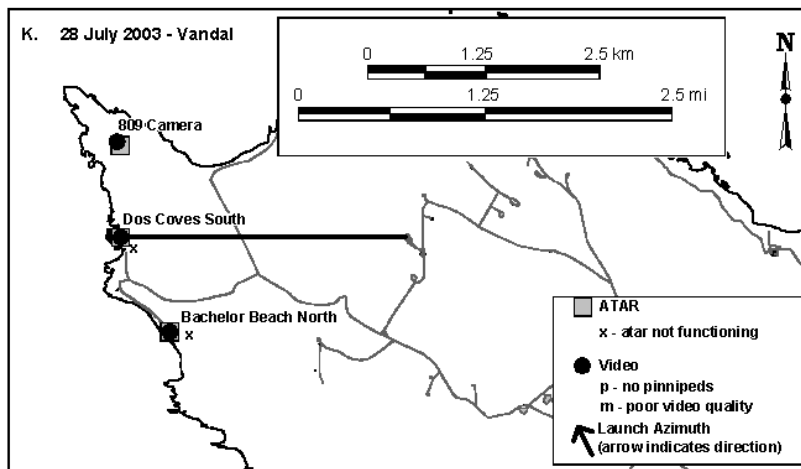 K. 28 July 2003 - Vandal
0 1.25 2.5 km
0 1.25 2.5 mi
N
809 Camera
Dos Coves South
x
Bachelor Beach North
x
ATAR
x - atar not functioning
Video
p - no pinnipeds
m - poor video quality
Launch Azimuth
(arrow indicates direction)